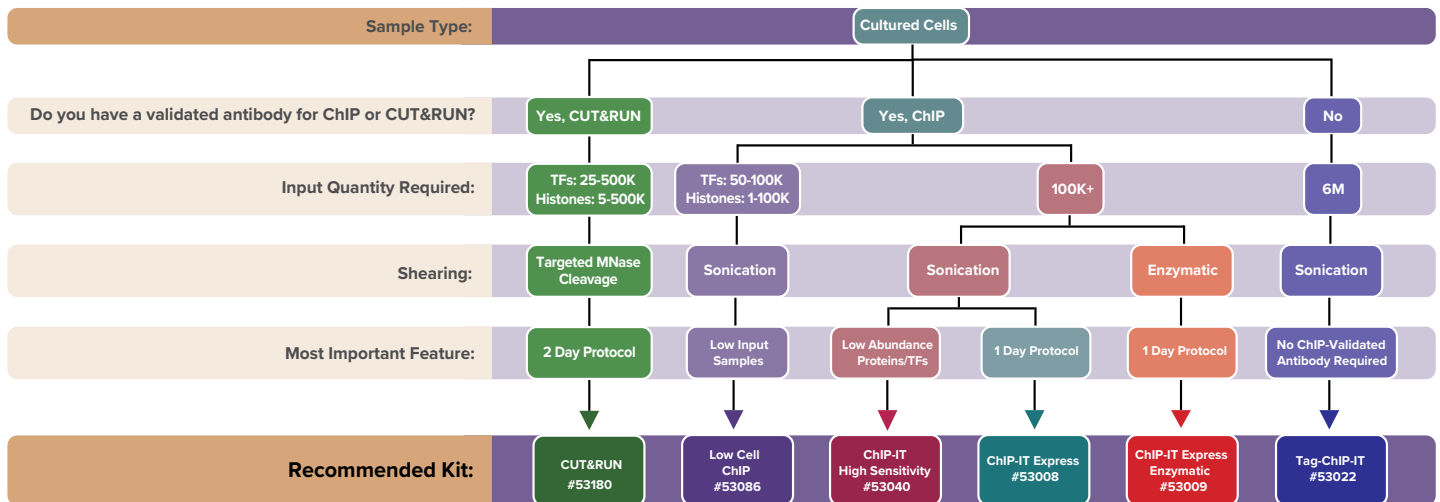 Sample Type:
Cultured Cells
Do you have a validated antibody for ChIP or CUT&RUN?
Yes, CUT&RUN
Yes, ChIP
No
Input Quantity Required:
TFs: 25-500K
Histones: 5-500K
TFs: 50-100K
Histones: 1-100K
100K+
6M
Shearing:
Targeted MNase
Cleavage
Sonication
Sonication
Enzymatic
Sonication
Most Important Feature:
2 Day Protocol
Low Input
Samples
Low Abundance
Proteins/TFs
1 Day Protocol
1 Day Protocol
No ChIP-Validated
Antibody Required
Recommended Kit:
CUT&RUN
#53180
Low Cell
ChIP
#53086
ChIP-IT
High Sensitivity
#53040
ChIP-IT Express
#53008
ChIP-IT Express
Enzymatic
#53009
Tag-ChIP-IT
#53022